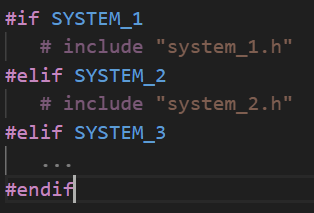 #if SYSTEM_1
   # include "system_1.h"
#elif SYSTEM_2
   # include "system_2.h"
#elif SYSTEM_3
   ...
#endif